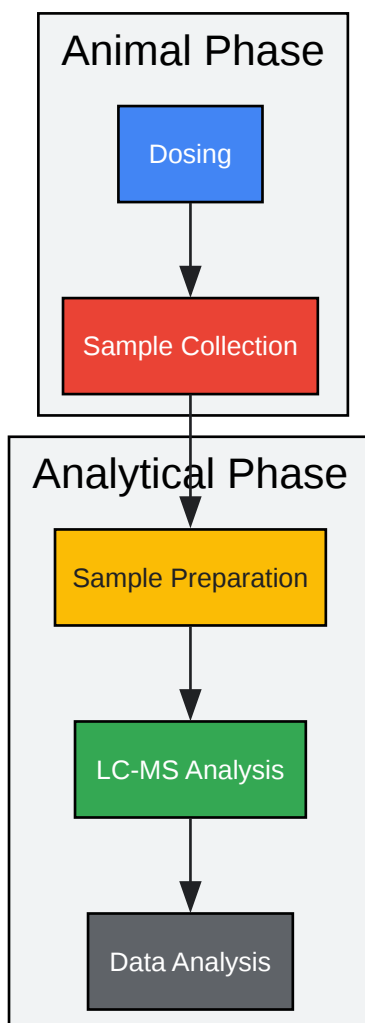 Animal Phase
Dosing
Sample Collection
Analytical Phase
Sample Preparation
LC-MS Analysis
Data Analysis